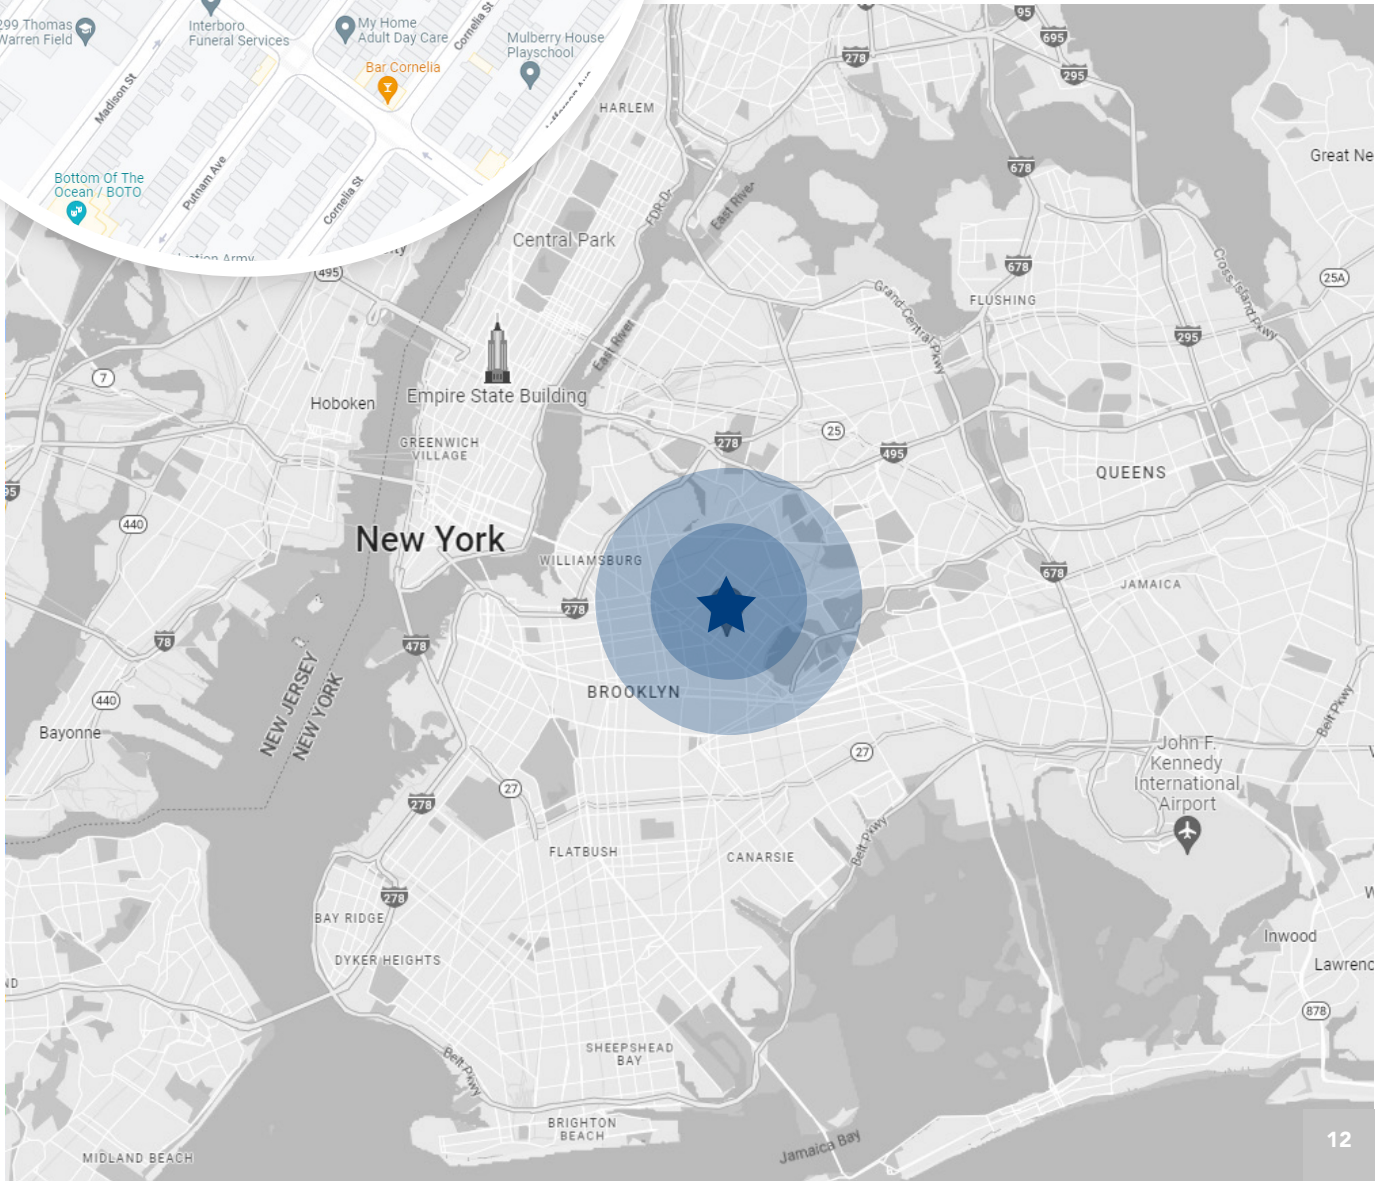 299 Thomas
Warren Field
Interboro
Funeral Services
My Home
Adult Day Care
Cornelia St
Mulberry House
Playschool
Bar Cornelia
Madison St
Putnam Ave
Cornelia St
Bottom Of The
Ocean / BOTO
95
695
278
295
HARLEM
678
Great Ne
FDR Dr
East River
Central Park
495
678
25A
Cross Island Pkwy
FLUSHING
Grand Central Pkwy
295
East River
7
Hoboken
Empire State Building
GREENWICH
VILLAGE
278
25
495
QUEENS
95
440
New York
WILLIAMSBURG
678
JAMAICA
278
78
478
NEW JERSEY
NEW YORK
BROOKLYN
440
Bayonne
Belt Pkwy
27
John F.
Kennedy
International
Airport
27
278
FLATBUSH
CANARSIE
Belt Pkwy
278
BAY RIDGE
DYKER HEIGHTS
W
Inwood
Lawrenc
ND
878
SHEEPSHEAD
BAY
Belt Pkwy
BRIGHTON
BEACH
Jamaica Bay
MIDLAND BEACH
12